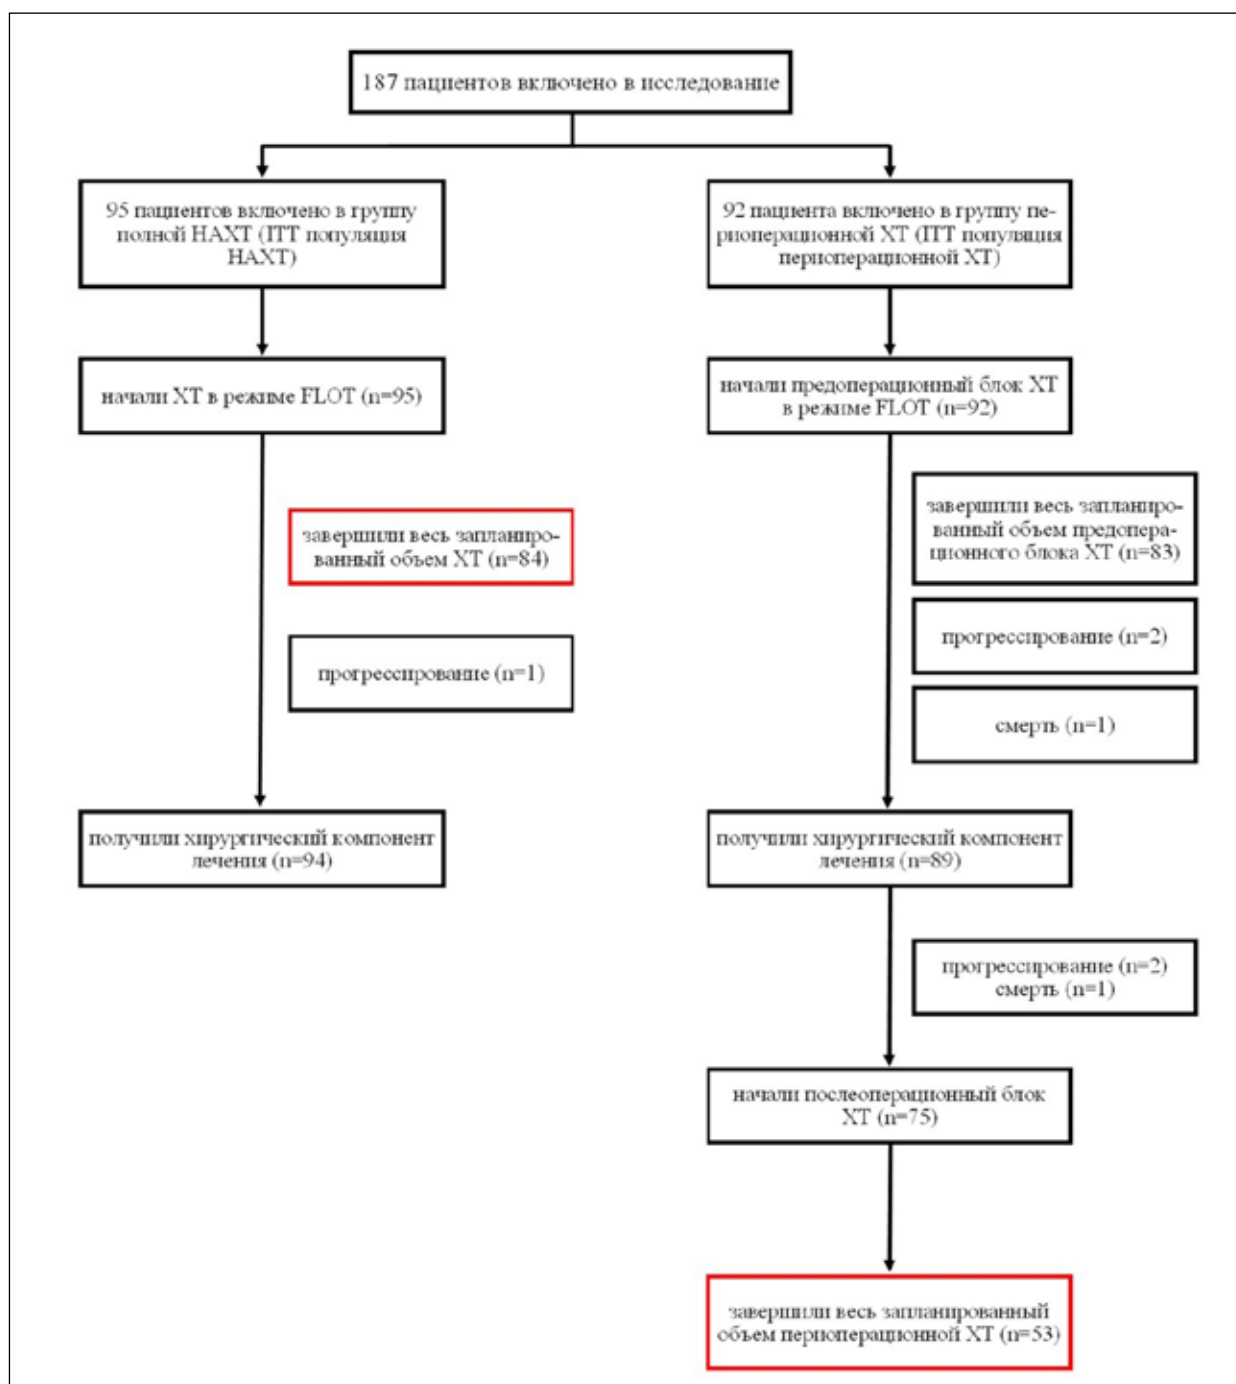 187 пациентов включено в исследование
95 пациентов включено в группу
полной НАХТ (ITT популяция
НАХТ)
92 пациента включено в группу пе-
риоперационной ХТ (ITT популяция
периоперационной ХТ)
начали ХТ в режиме FLOT (n=95)
начали предоперационный блок ХТ
в режиме FLOT (n=92)
завершили весь запланиро-
ванный объем ХТ (n=84)
прогрессирование (n=1)
завершили весь запланиро-
ванный объем предопера-
ционного блока ХТ (n=83)
прогрессирование (n=2)
смерть (n=1)
получили хирургический компонент
лечения (n=94)
получили хирургический компонент
лечения (n=89)
прогрессирование (n=2)
смерть (n=1)
начали послеоперационный блок
ХТ (n=75)
завершили весь запланированный
объем периоперационной ХТ (n=53)